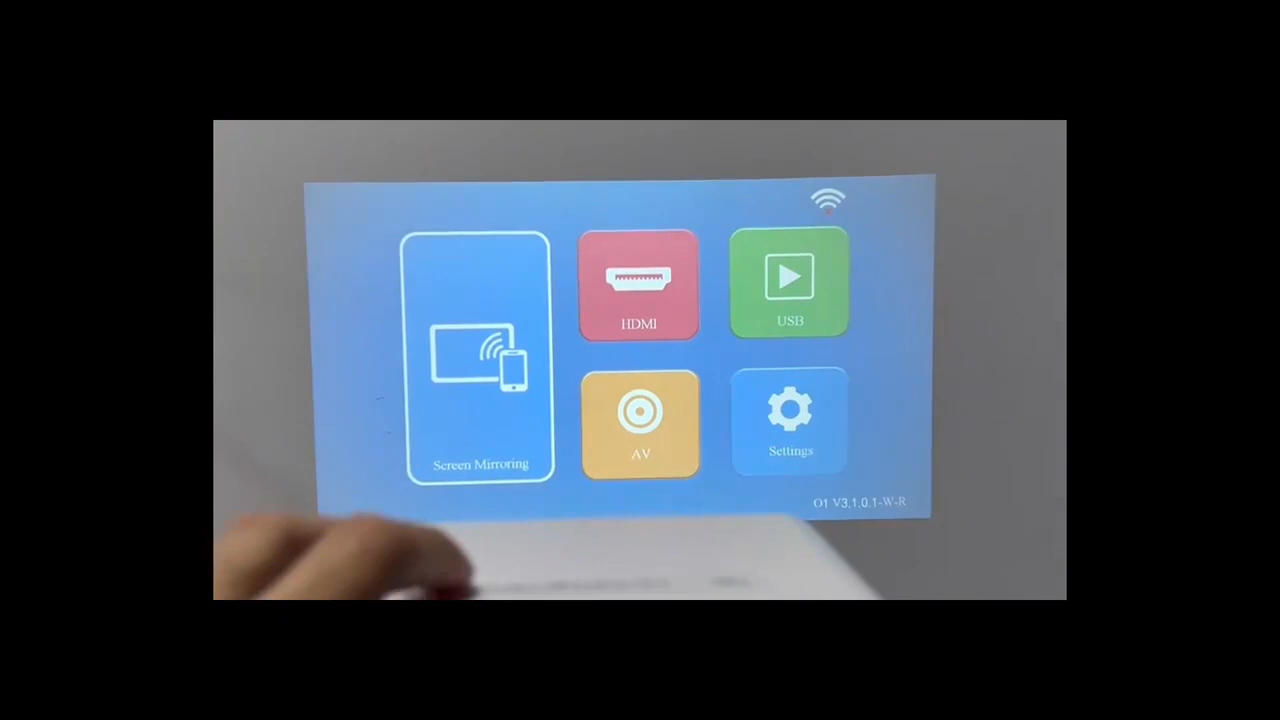 HDMI
USB
Screen Mirroring
AV
Settings
O1 V3.1.0.1-W-R